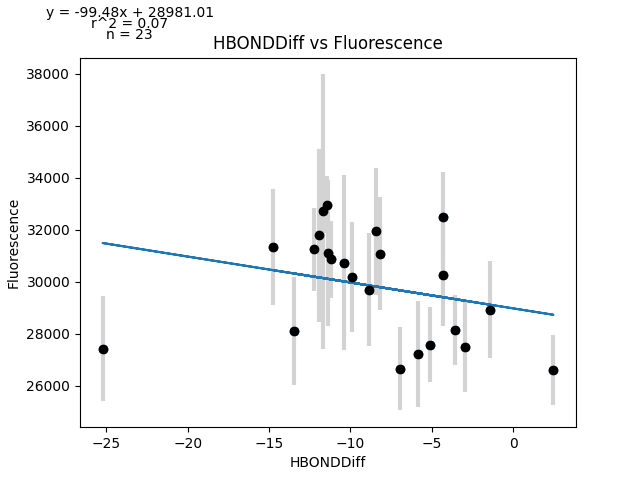 y = -99.48x + 28981.01
r^2 = 0.07
n = 23
HBONDDiff vs Fluorescence
38000
36000
34000
32000
30000
28000
26000
Fluorescence
−25
−20
−15
−10
−5
0
HBONDDiff